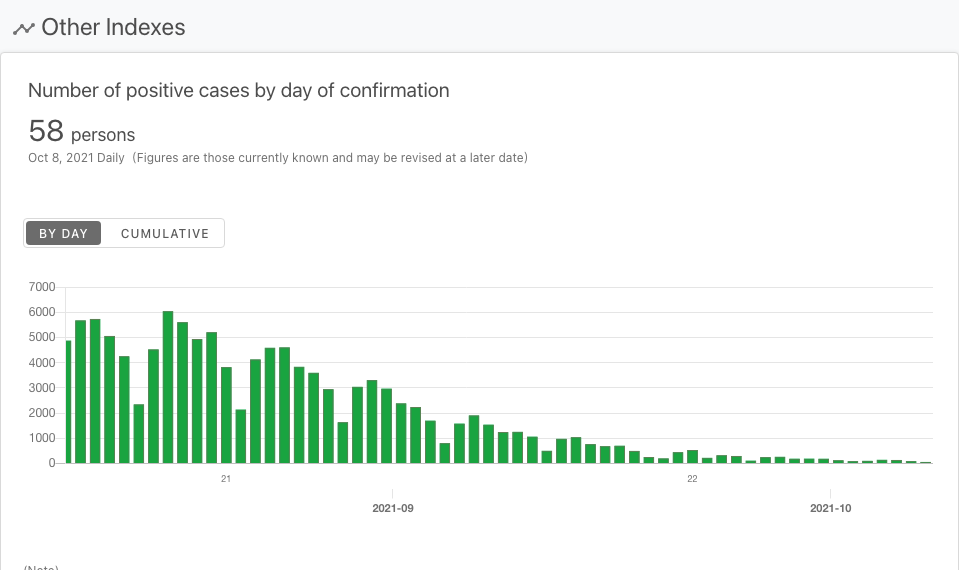 Other Indexes
Number of positive cases by day of confirmation
58 persons
Oct 8, 2021 Daily (Figures are those currently known and may be revised at a later date)
BY DAY CUMULATIVE
7000
6000
5000
4000
3000
2000
1000
0
21 22
2021-09 2021-10
(Note)